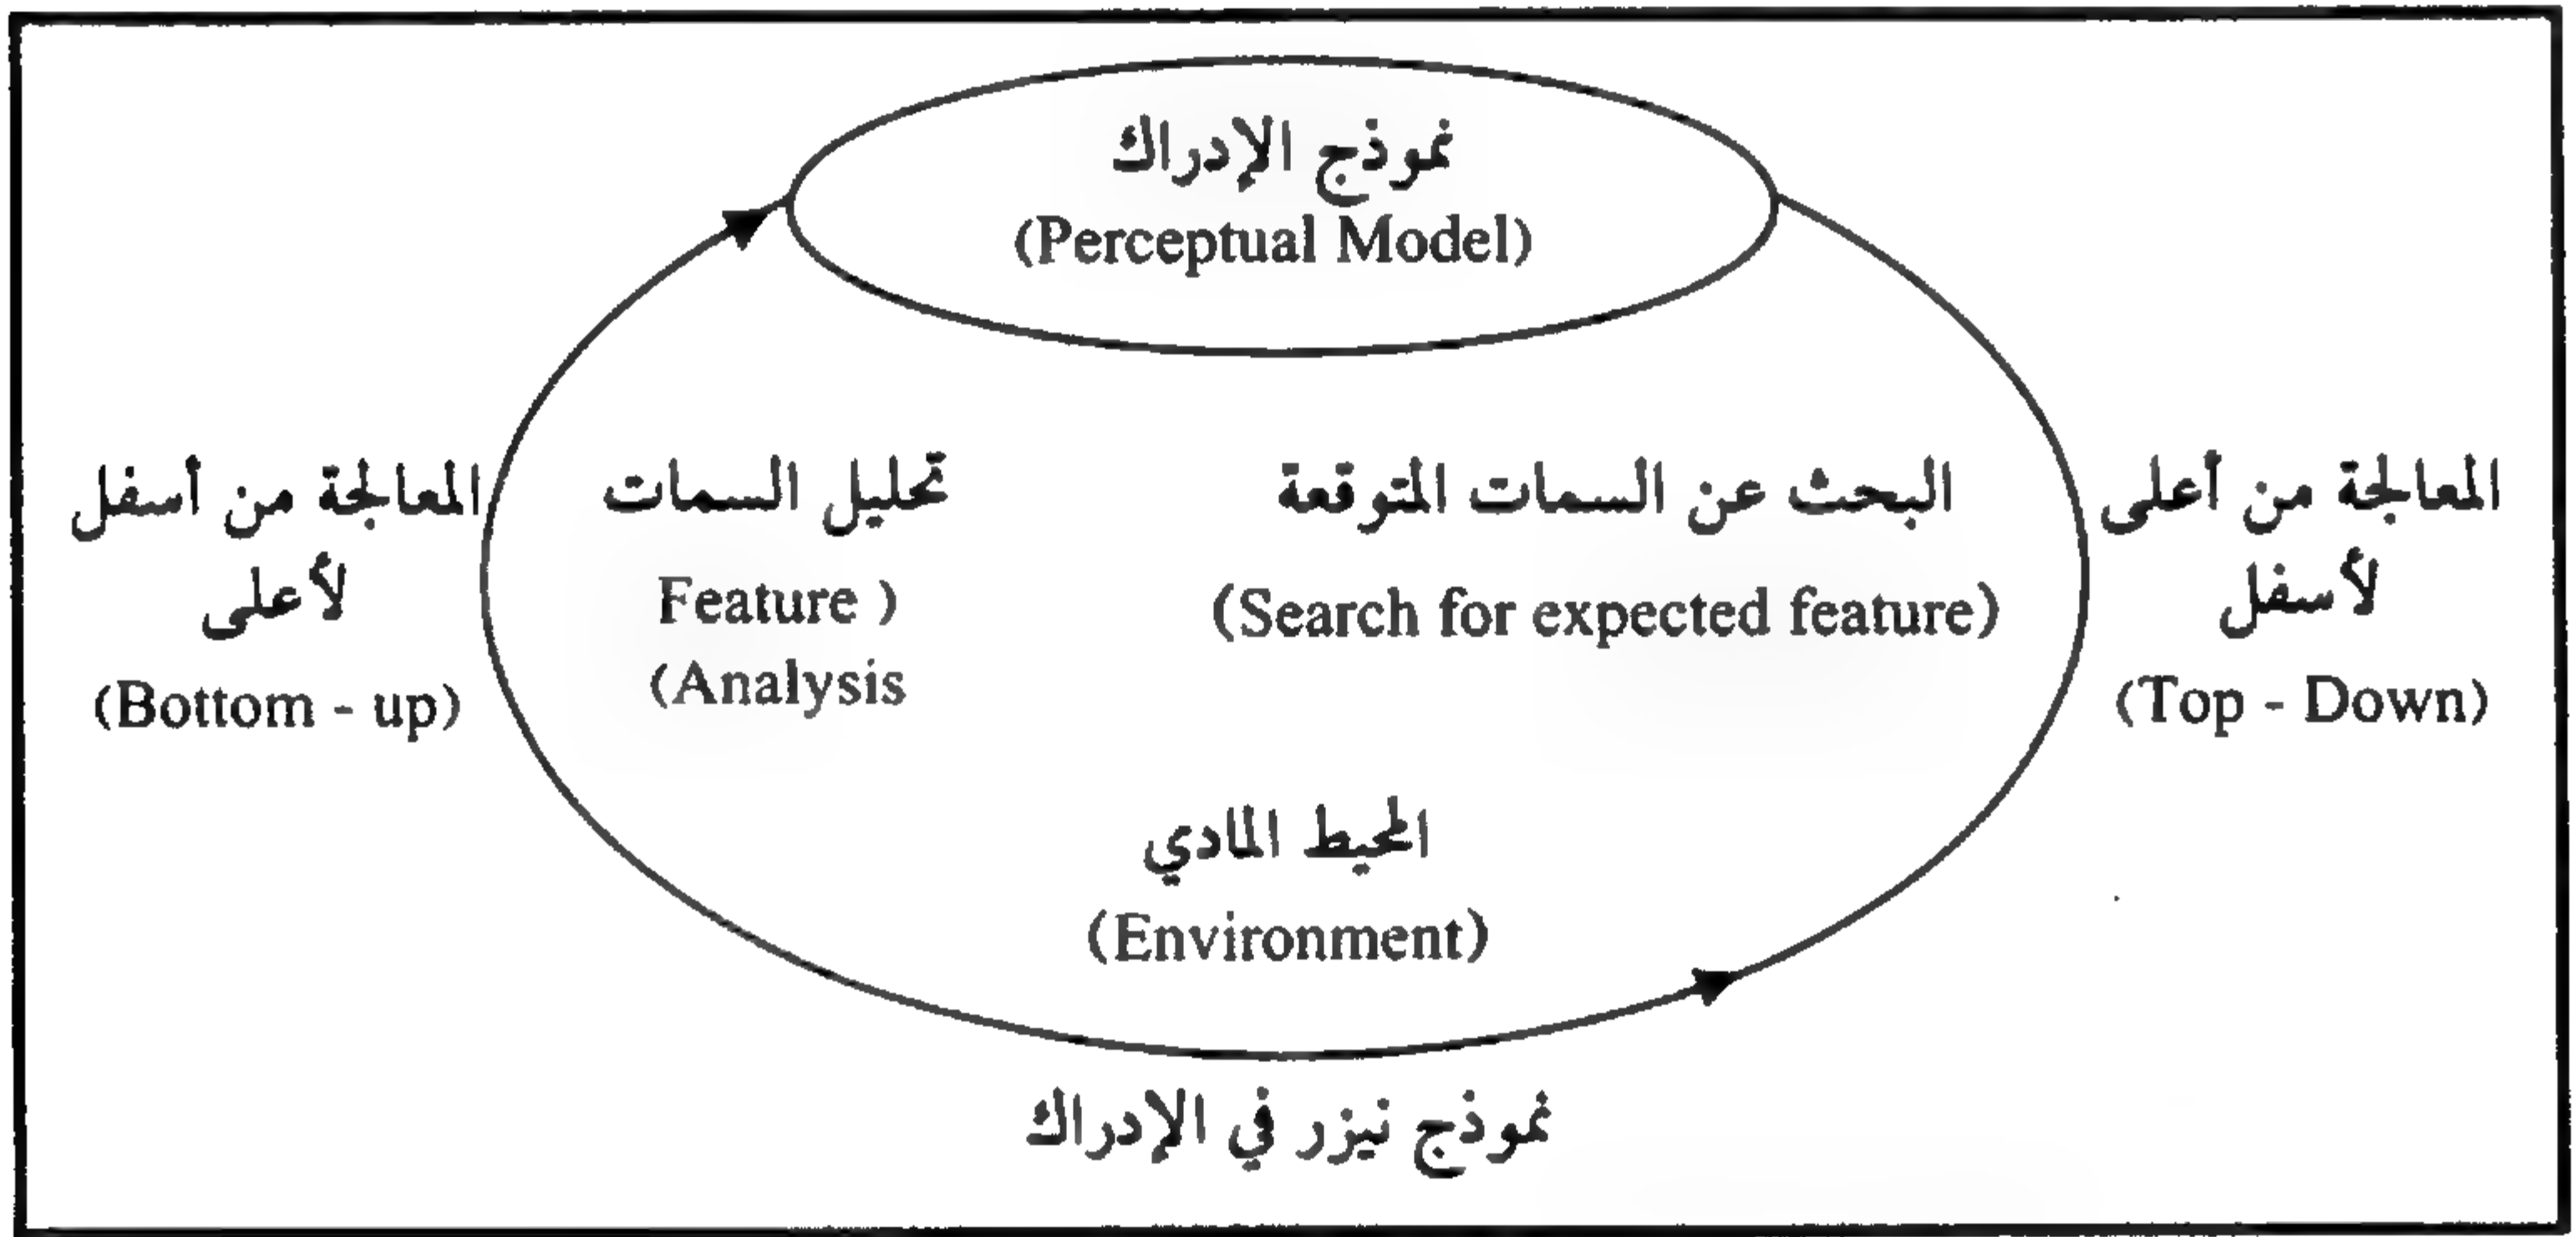 نموذج الإدراك
(Perceptual Model)
المعالجة من أعلى
لأسفل
(Top - Down)
البحث عن السمات المتوقعة
(Search for expected feature)
تحليل السمات
Feature )
(Analysis
المعالجة من أسفل
لأعلى
(Bottom - up)
المحيط المادي
(Environment)
نموذج نيزر في الإدراك